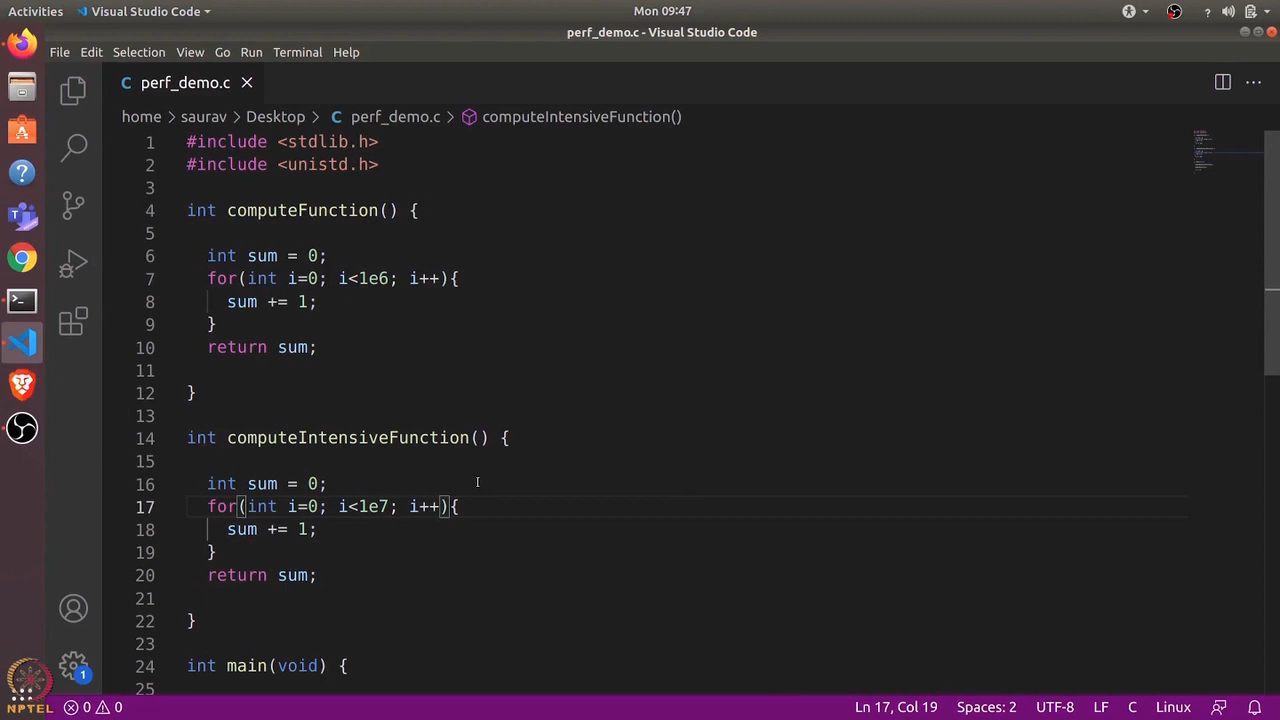 Activities Visual Studio Code Mon 09:47
perf_demo.c - Visual Studio Code
File Edit Selection View Go Run Terminal Help
C perf_demo.c
home > saurav > Desktop > C perf_demo.c > computeIntensiveFunction()
1 #include <stdlib.h>
2 #include <unistd.h>
3
4 int computeFunction() {
5
6 int sum = 0;
7 for(int i=0; i<1e6; i++){
8 sum += 1;
9 }
10 return sum;
11
12 }
13
14 int computeIntensiveFunction() {
15
16 int sum = 0;
17 for(int i=0; i<1e7; i++){
18 sum += 1;
19 }
20 return sum;
21
22 }
23
24 int main(void) {
25
1
NPTEL
0 0 Ln 17, Col 19 Spaces: 2 UTF-8 LF C Linux